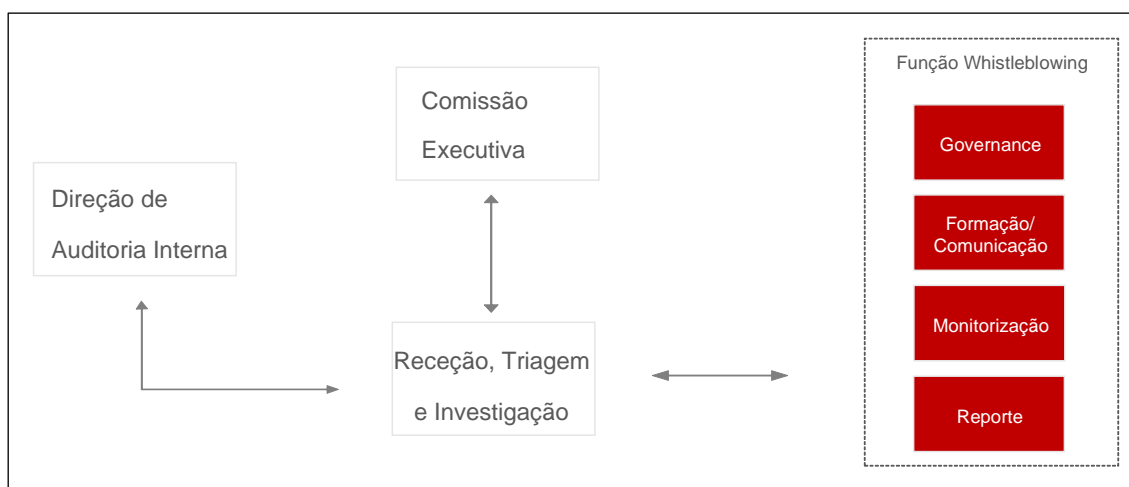 Comissão
Executiva
Direção de
Auditoria Interna
Receção, Triagem
e Investigação
Função Whistleblowing
Governance
Formação/
Comunicação
Monitorização
Reporte